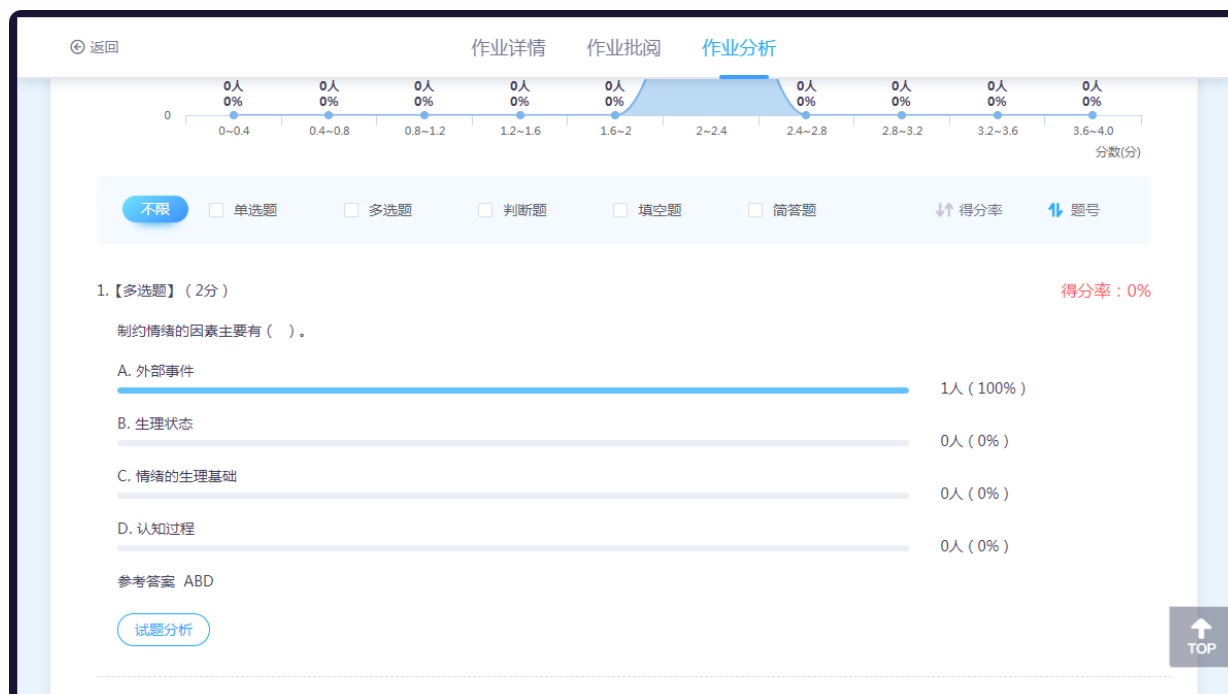 返回 作业详情 作业批阅 作业分析
0人 0人 0人 0人 0人 0人 0人 0人 0人
0% 0% 0% 0% 0% 0% 0% 0% 0%
0
0~0.4 0.4~0.8 0.8~1.2 1.2~1.6 1.6~2 2~2.4 2.4~2.8 2.8~3.2 3.2~3.6 3.6~4.0
分数(分)
不限 单选题 多选题 判断题 填空题 简答题 得分率 题号
1.【多选题】（2分） 得分率：0%
制约情绪的因素主要有（ ）。
A. 外部事件
1人（100%）
B. 生理状态
0人（0%）
C. 情绪的生理基础
0人（0%）
D. 认知过程
0人（0%）
参考答案 ABD
试题分析
TOP